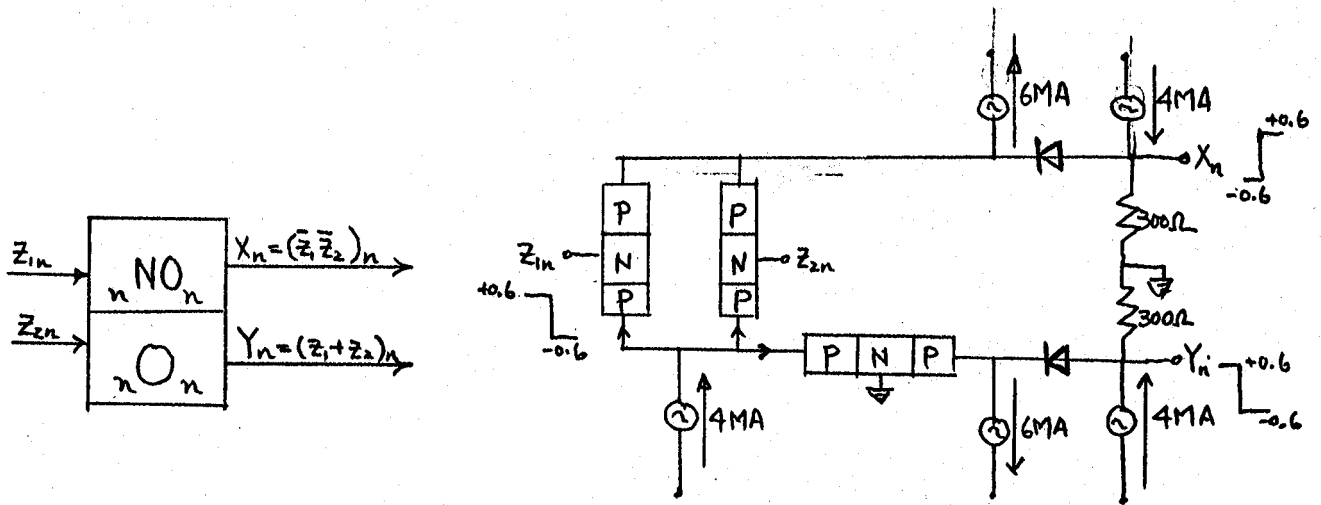 Z1n
nNOn
Xn=(Z̄1 Z̄2)n
Z2n
nOn
Yn=(Z1+Z2)n
6MA
4MA
+0.6
Xn
-0.6
P
P
300Ω
Z1n
N
N
Z2n
+0.6
P
P
-0.6
300Ω
P N P
Yn
+0.6
-0.6
4MA
6MA
4MA